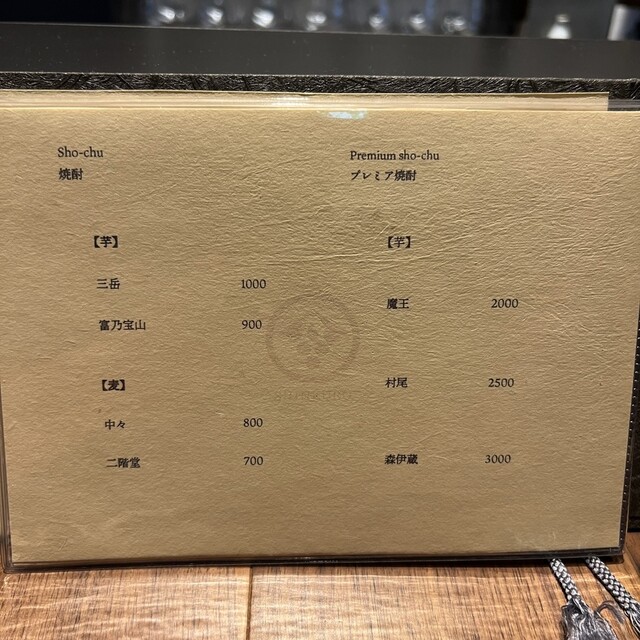 Sho-chu
焼酎
【芋】
三岳 1000
富乃宝山 900
【麦】
中々 800
二階堂 700
Premium sho-chu
プレミア焼酎
【芋】
魔王 2000
村尾 2500
森伊蔵 3000